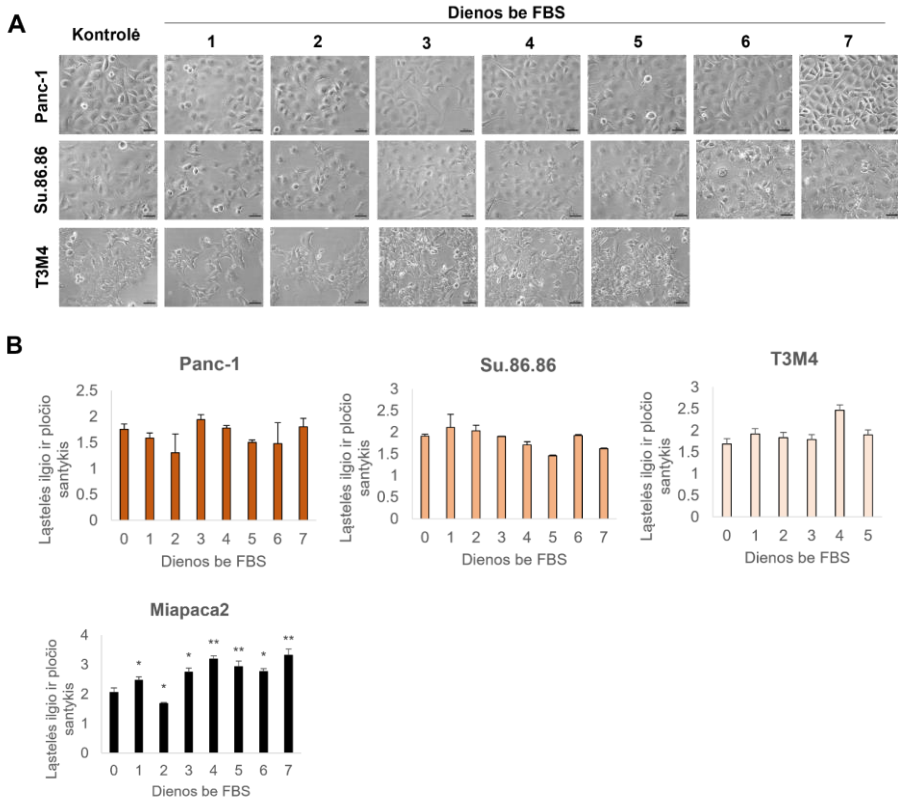 A
Dienos be FBS
Kontrolė 1 2 3 4 5 6 7
Panc-1
Su.86.86
T3M4
B
Panc-1
Ląstelės ilgio ir pločio
santykis
2.5
2
1.5
1
0.5
0
0 1 2 3 4 5 6 7
Dienos be FBS
Su.86.86
Ląstelės ilgio ir pločio
santykis
3
2.5
2
1.5
1
0.5
0
0 1 2 3 4 5 6 7
Dienos be FBS
T3M4
Ląstelės ilgio ir pločio
santykis
3
2.5
2
1.5
1
0.5
0
0 1 2 3 4 5
Dienos be FBS
Miapaca2
Ląstelės ilgio ir pločio
santykis
4
3
2
1
0
* * * ** ** * **
0 1 2 3 4 5 6 7
Dienos be FBS